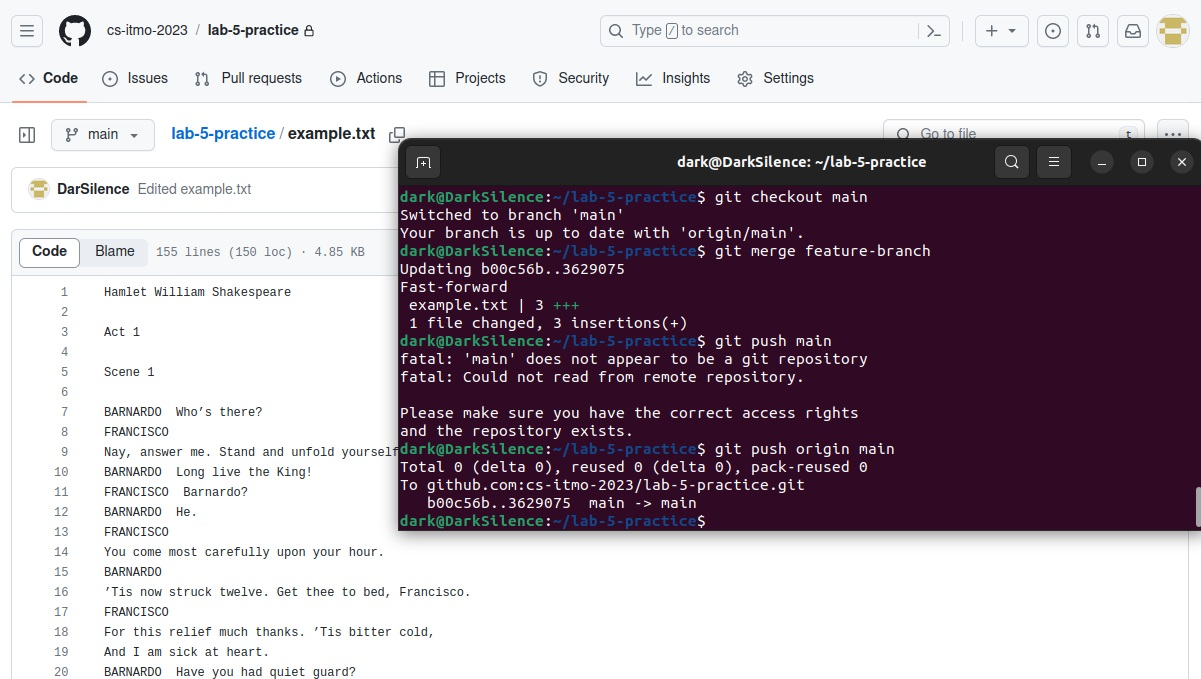 cs-itmo-2023 / lab-5-practice
Type / to search
Code Issues Pull requests Actions Projects Security Insights Settings
main
lab-5-practice / example.txt
Go to file t
DarSilence Edited example.txt
Code Blame 155 lines (150 loc) · 4.85 KB
1 Hamlet William Shakespeare
2
3 Act 1
4
5 Scene 1
6
7 BARNARDO  Who’s there?
8 FRANCISCO
9 Nay, answer me. Stand and unfold yourself
10 BARNARDO  Long live the King!
11 FRANCISCO  Barnardo?
12 BARNARDO  He.
13 FRANCISCO
14 You come most carefully upon your hour.
15 BARNARDO
16 ’Tis now struck twelve. Get thee to bed, Francisco.
17 FRANCISCO
18 For this relief much thanks. ’Tis bitter cold,
19 And I am sick at heart.
20 BARNARDO  Have you had quiet guard?
dark@DarkSilence: ~/lab-5-practice
dark@DarkSilence:~/lab-5-practice$ git checkout main
Switched to branch 'main'
Your branch is up to date with 'origin/main'.
dark@DarkSilence:~/lab-5-practice$ git merge feature-branch
Updating b00c56b..3629075
Fast-forward
 example.txt | 3 +++
 1 file changed, 3 insertions(+)
dark@DarkSilence:~/lab-5-practice$ git push main
fatal: 'main' does not appear to be a git repository
fatal: Could not read from remote repository.

Please make sure you have the correct access rights
and the repository exists.
dark@DarkSilence:~/lab-5-practice$ git push origin main
Total 0 (delta 0), reused 0 (delta 0), pack-reused 0
To github.com:cs-itmo-2023/lab-5-practice.git
   b00c56b..3629075  main -> main
dark@DarkSilence:~/lab-5-practice$